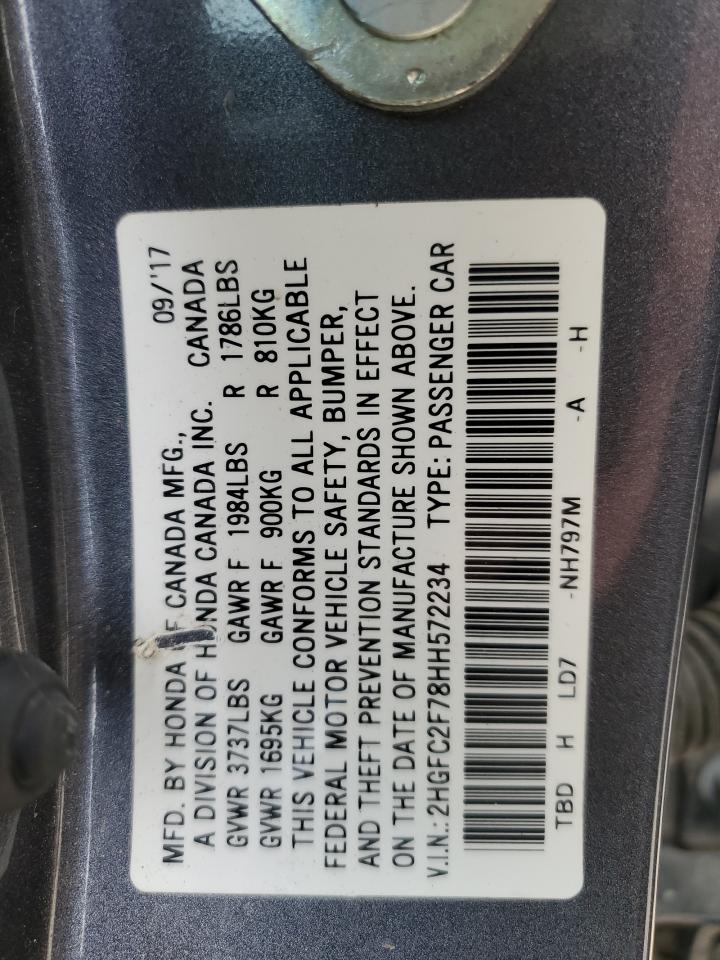 MFD. BY HONDA OF CANADA MFG., 09/'17
A DIVISION OF HONDA CANADA INC. CANADA
GVWR 3737LBS GAWR F 1984LBS R 1786LBS
GVWR 1695KG GAWR F 900KG R 810KG
THIS VEHICLE CONFORMS TO ALL APPLICABLE
FEDERAL MOTOR VEHICLE SAFETY, BUMPER,
AND THEFT PREVENTION STANDARDS IN EFFECT
ON THE DATE OF MANUFACTURE SHOWN ABOVE.
V.I.N.: 2HGFC2F78HH572234 TYPE: PASSENGER CAR
TBD H LD7 -NH797M -A -H